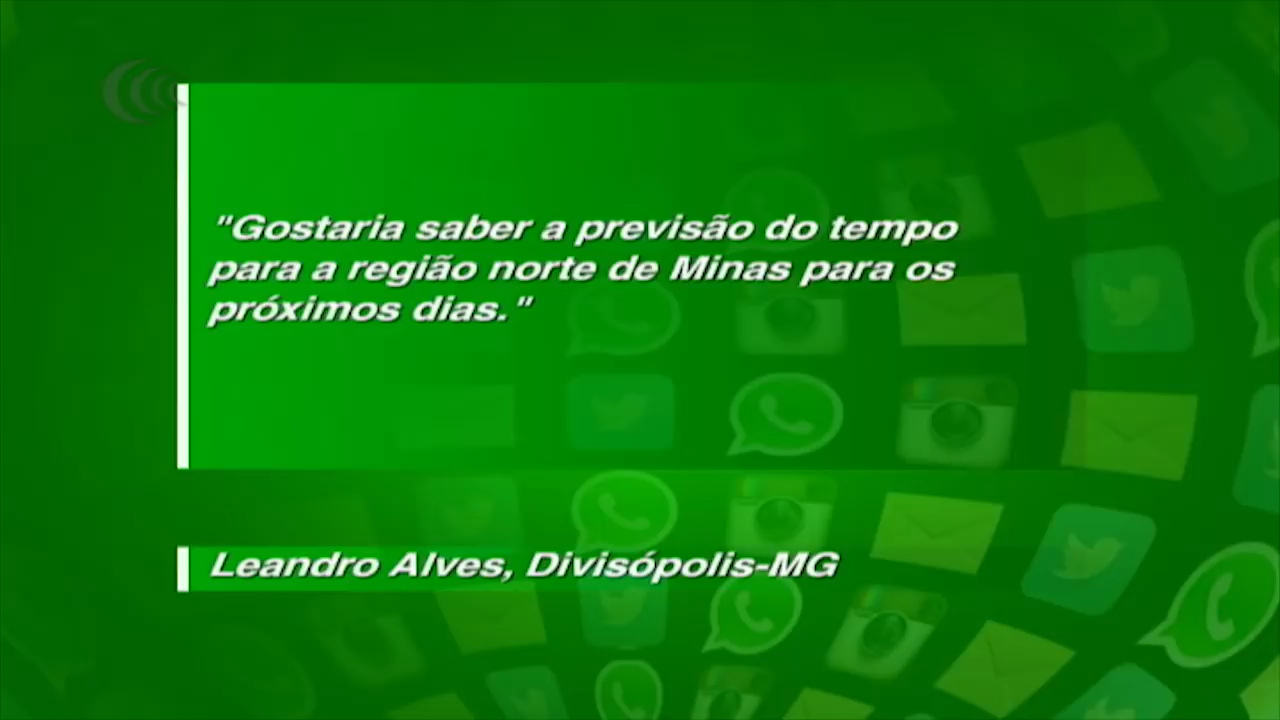 "Gostaria saber a previsão do tempo
para a região norte de Minas para os
próximos dias."
Leandro Alves, Divisópolis-MG